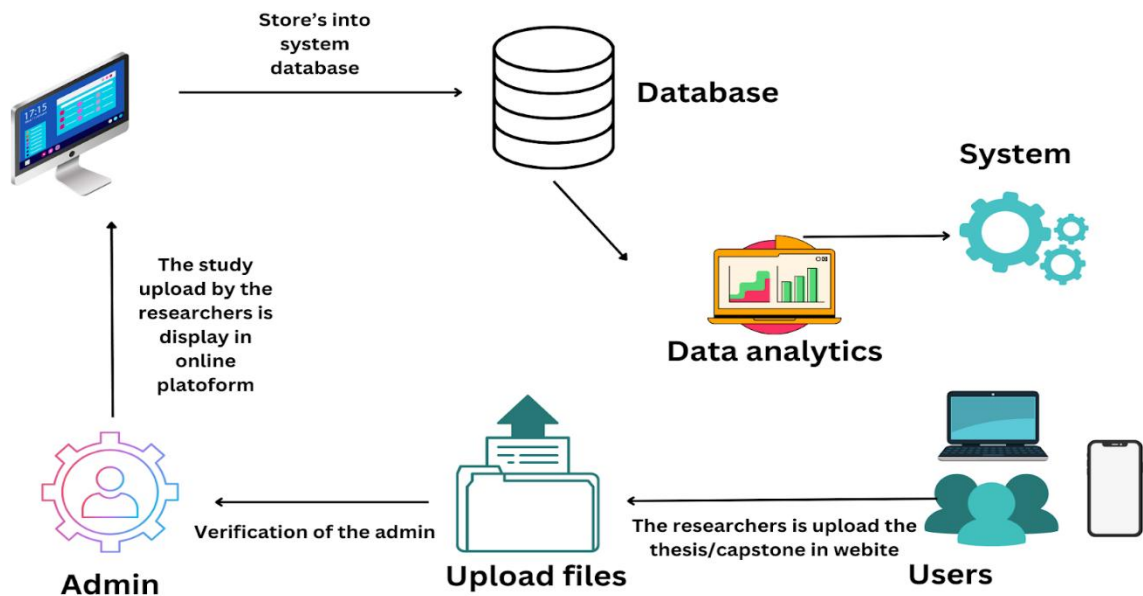 Store's into
system
database
Database
System
17:15
The study
upload by the
researchers is
display in
online
platoform
Data analytics
Verification of the admin
The researchers is upload the
thesis/capstone in webite
Admin
Upload files
Users